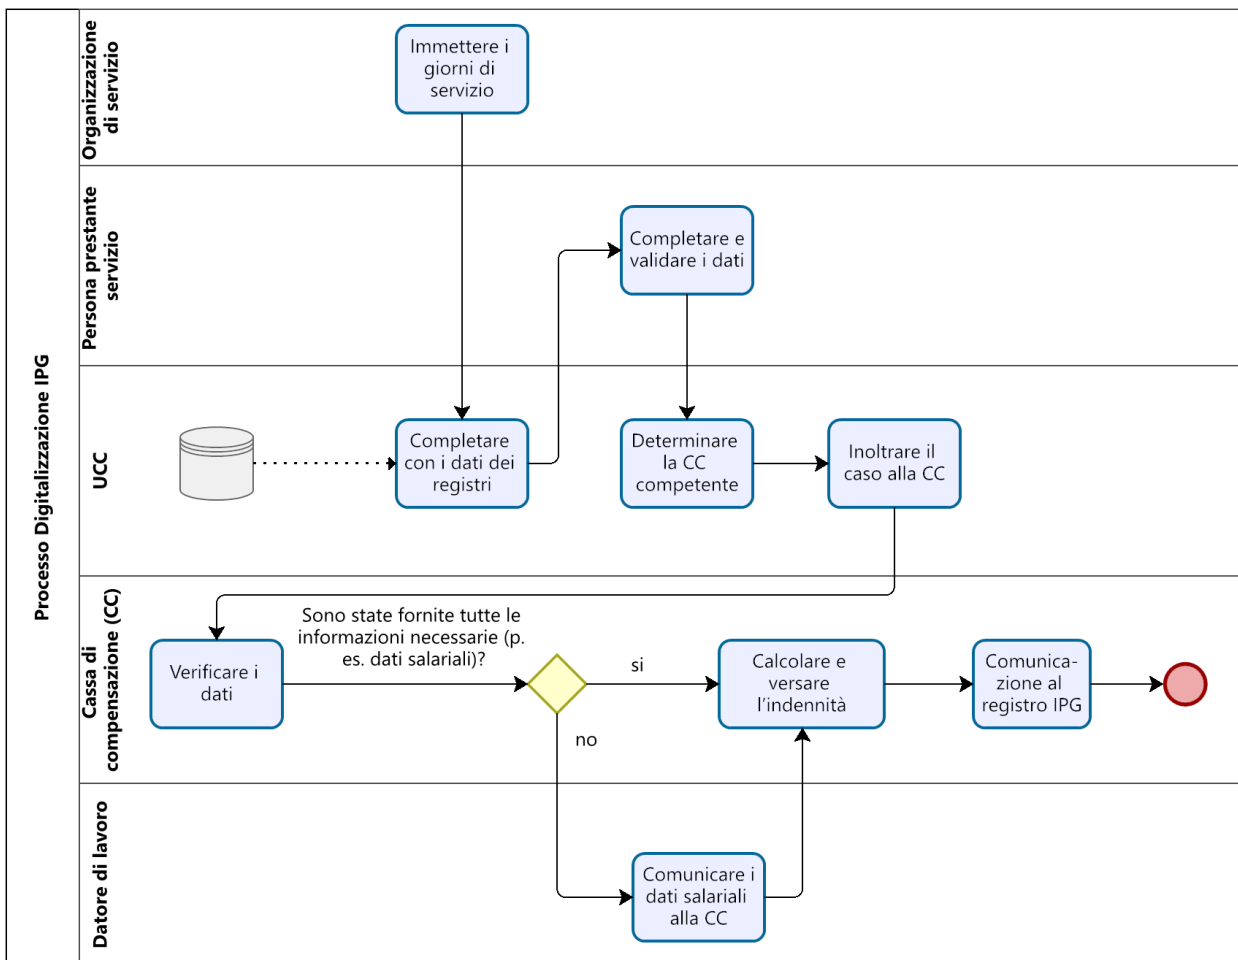 Processo Digitalizzazione IPG
Organizzazione
di servizio
Immettere i
giorni di
servizio
Persona prestante
servizio
Completare e
validare i dati
UCC
Completare
con i dati dei
registri
Determinare
la CC
competente
Inoltrare il
caso alla CC
Cassa di
compensazione (CC)
Verificare i
dati
Sono state fornite tutte le
informazioni necessarie (p.
es. dati salariali)?
si
no
Calcolare e
versare
l'indennità
Comunica-
zione al
registro IPG
Datore di lavoro
Comunicare i
dati salariali
alla CC